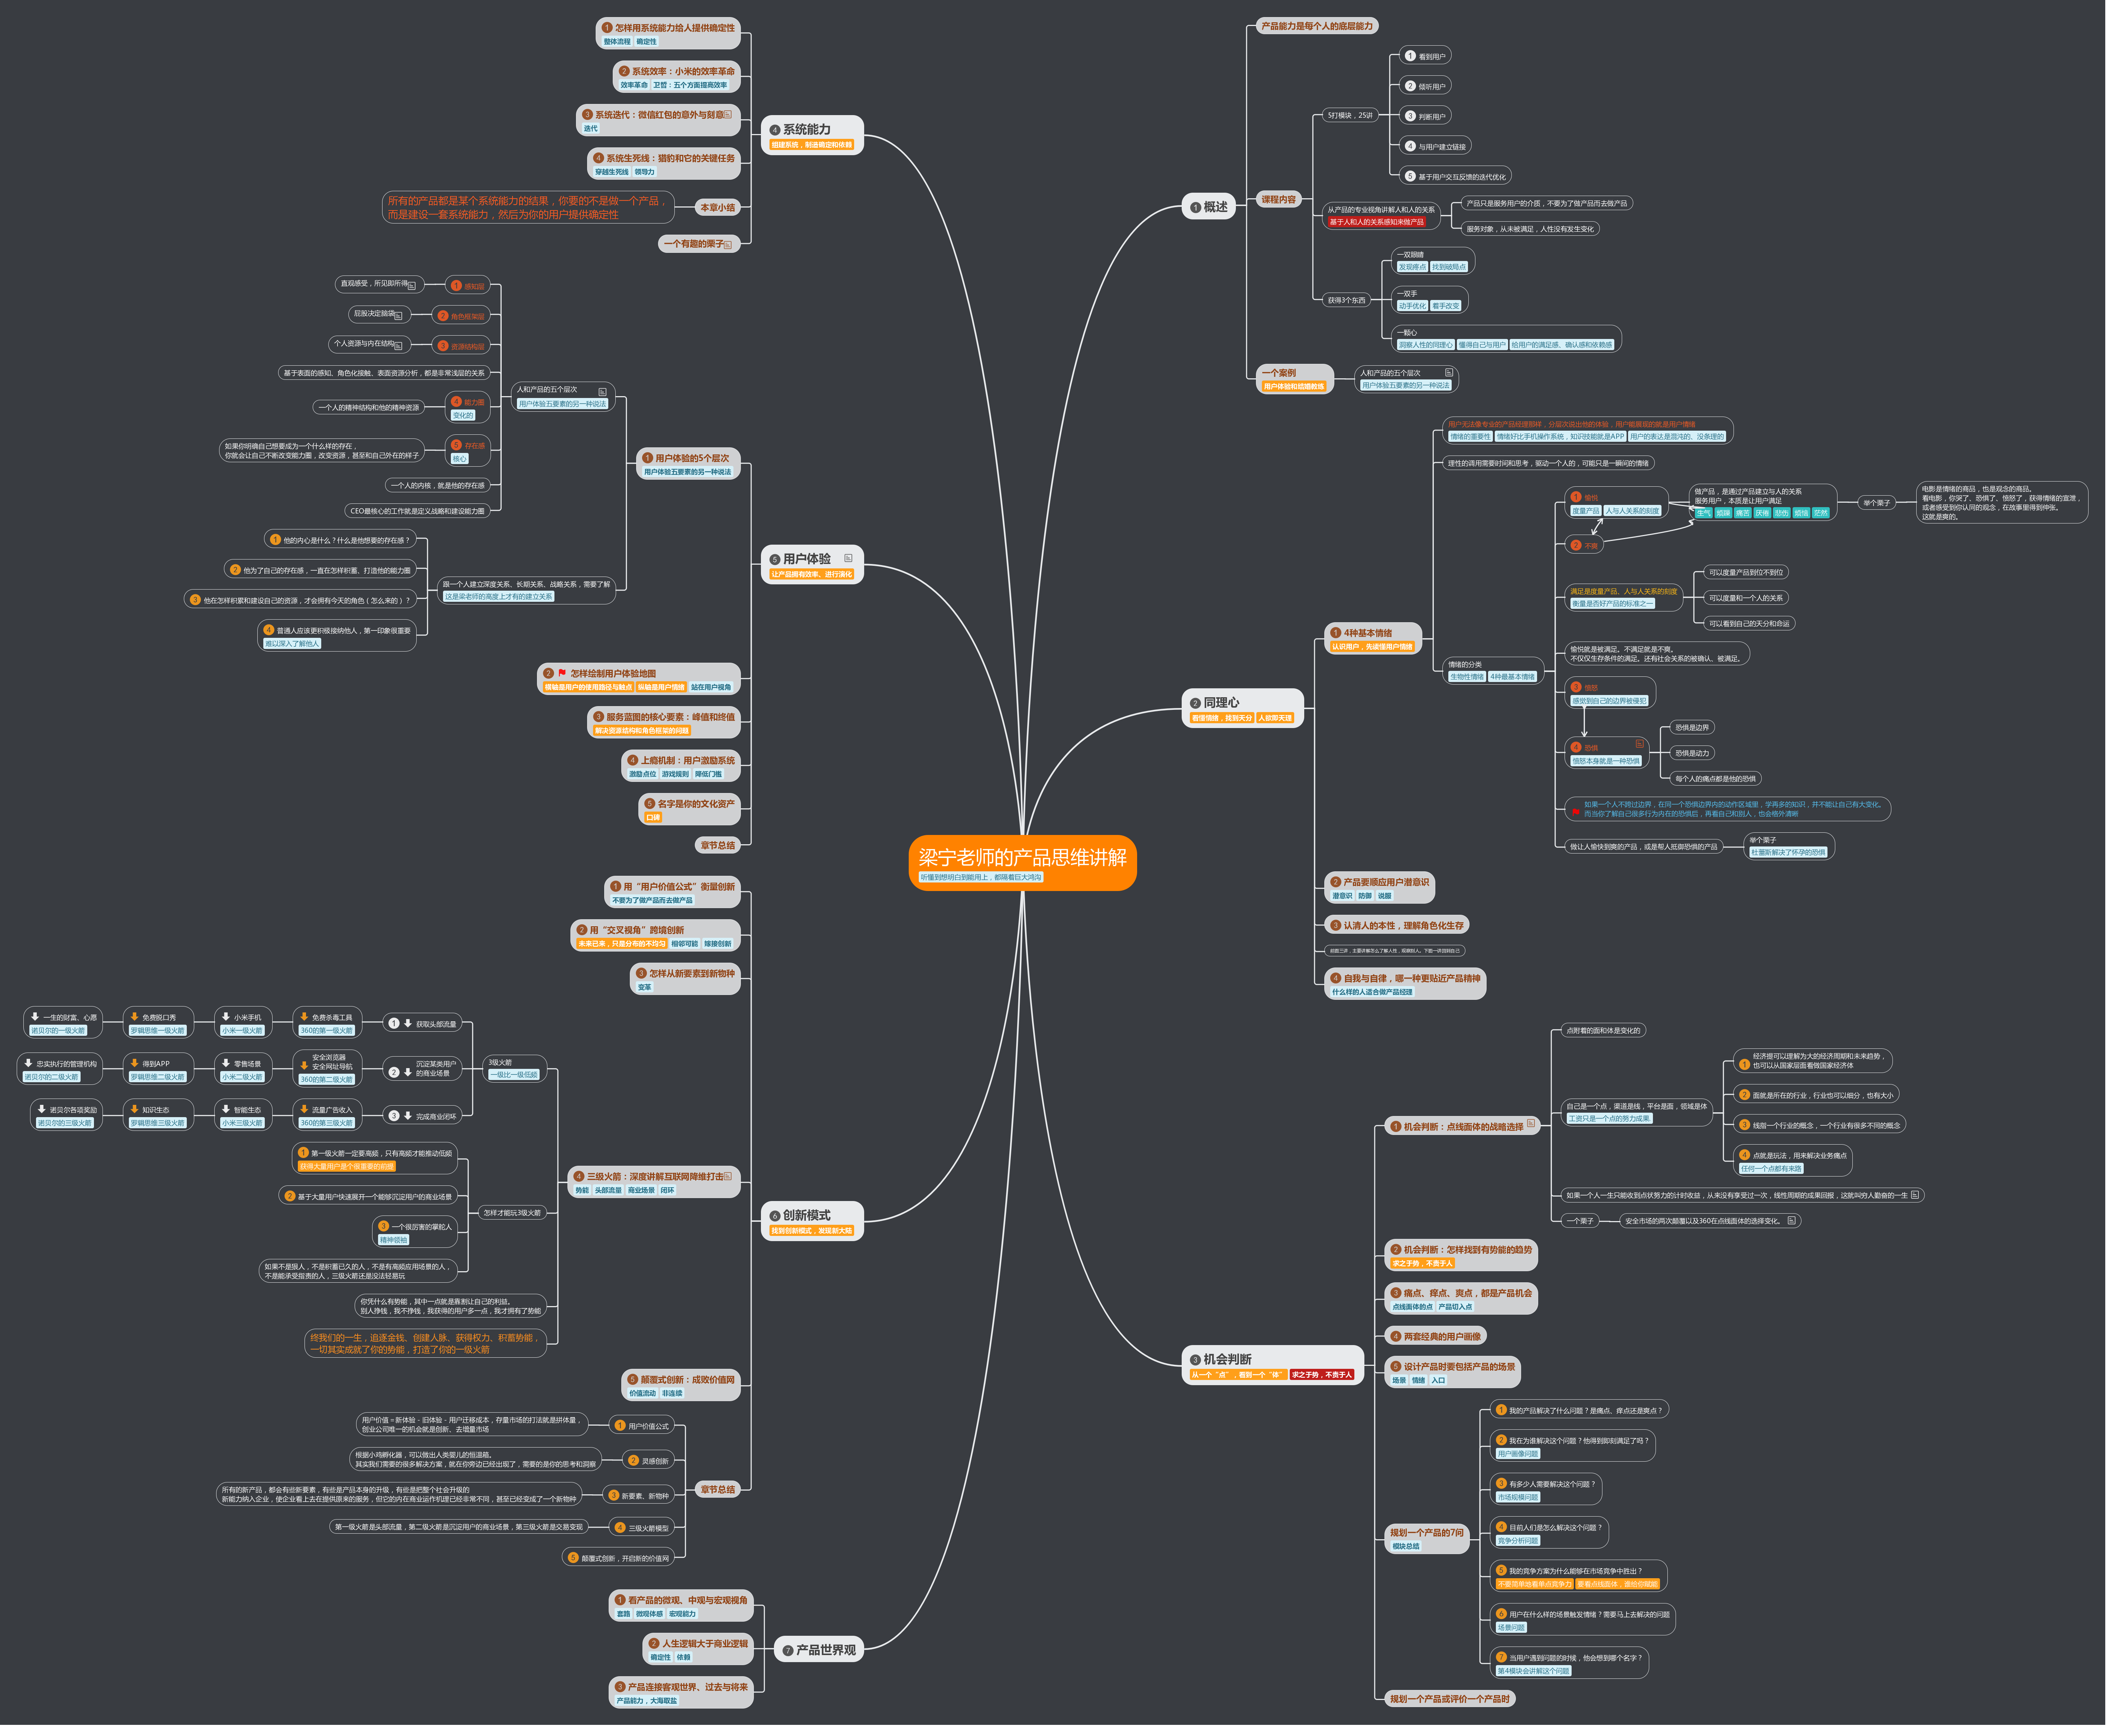 梁宁老师的产品思维讲解
听懂到想明白到能用上，都隔着巨大鸿沟
1 概述
产品能力是每个人的底层能力
课程内容
5打模块，25讲
1 看到用户
2 倾听用户
3 判断用户
4 与用户建立链接
5 基于用户交互反馈的迭代优化
从产品的专业视角讲解人和人的关系
基于人和人的关系感知来做产品
产品只是服务用户的介质，不要为了做产品而去做产品
服务对象，从未被满足，人性没有发生变化
获得3个东西
一双眼睛
发现痛点 找到破局点
一双手
动手优化 着手改变
一颗心
洞察人性的同理心 懂得自己与用户 给用户的满足感、确认感和依赖感
一个案例
用户体验和结婚教练
人和产品的五个层次
用户体验五要素的另一种说法
2 同理心
看懂情绪，找到天分 人欲即天理
1 4种基本情绪
认识用户，先读懂用户情绪
用户无法像专业的产品经理那样，分层次说出他的体验，用户能展现的就是用户情绪
情绪的重要性 情绪好比手机操作系统，知识技能就是APP 用户的表达是混沌的、没条理的
理性的调用需要时间和思考，驱动一个人的，可能只是一瞬间的情绪
情绪的分类
生物性情绪 4种最基本情绪
1 愉悦
度量产品 人与人关系的刻度
做产品，是通过产品建立与人的关系
服务用户，本质是让用户满足
生气 烦躁 痛苦 厌倦 悲伤 烦恼 茫然
举个栗子
电影是情绪的商品，也是观念的商品。
看电影，你哭了、恐惧了、愤怒了，获得情绪的宣泄，
或者感受到你认同的观念，在故事里得到伸张。
这就是爽的。
2 不爽
满足是度量产品、人与人关系的刻度
衡量是否好产品的标准之一
可以度量产品到位不到位
可以度量和一个人的关系
可以看到自己的天分和命运
愉悦就是被满足。不满足就是不爽。
不仅仅生存条件的满足。还有社会关系的被确认、被满足。
3 愤怒
感觉到自己的边界被侵犯
4 恐惧
愤怒本身就是一种恐惧
恐惧是边界
恐惧是动力
每个人的痛点都是他的恐惧
如果一个人不跨过边界，在同一个恐惧边界内的动作区域里，学再多的知识，并不能让自己有大变化。
而当你了解自己很多行为内在的恐惧后，再看自己和别人，也会格外清晰
做让人愉快到爽的产品，或是帮人抵御恐惧的产品
举个栗子
杜蕾斯解决了怀孕的恐惧
2 产品要顺应用户潜意识
潜意识 防御 说服
3 认清人的本性，理解角色化生存
前面三讲，主要讲解怎么了解人性，观察别人。下面一讲回到自己
4 自我与自律，哪一种更贴近产品精神
什么样的人适合做产品经理
3 机会判断
从一个“点”，看到一个“体” 求之于势，不责于人
1 机会判断：点线面体的战略选择
点附着的面和体是变化的
自己是一个点，渠道是线，平台是面，领域是体
工资只是一个点的努力成果
1 经济提可以理解为大的经济周期和未来趋势，
也可以从国家层面看做国家经济体
2 面就是所在的行业，行业也可以细分，也有大小
3 线指一个行业的概念，一个行业有很多不同的概念
4 点就是玩法，用来解决业务痛点
任何一个点都有来路
如果一个人一生只能收到点状努力的计时收益，从来没有享受过一次，线性周期的成果回报，这就叫穷人勤奋的一生
一个栗子
安全市场的两次颠覆以及360在点线面体的选择变化。
2 机会判断：怎样找到有势能的趋势
求之于势，不责于人
3 痛点、痒点、爽点，都是产品机会
点线面体的点 产品切入点
4 两套经典的用户画像
5 设计产品时要包括产品的场景
场景 情绪 入口
规划一个产品的7问
模块总结
1 我的产品解决了什么问题？是痛点、痒点还是爽点？
2 我在为谁解决这个问题？他得到即刻满足了吗？
用户画像问题
3 有多少人需要解决这个问题？
市场规模问题
4 目前人们是怎么解决这个问题？
竞争分析问题
5 我的竞争方案为什么能够在市场竞争中胜出？
不要简单地看单点竞争力 要看点线面体，谁给你赋能
6 用户在什么样的场景触发情绪？需要马上去解决的问题
场景问题
7 当用户遇到问题的时候，他会想到哪个名字？
第4模块会讲解这个问题
规划一个产品或评价一个产品时
4 系统能力
组建系统，制造确定和依赖
1 怎样用系统能力给人提供确定性
整体流程 确定性
2 系统效率：小米的效率革命
效率革命 卫哲：五个方面提高效率
3 系统迭代：微信红包的意外与刻意
迭代
4 系统生死线：猎豹和它的关键任务
穿越生死线 领导力
本章小结
所有的产品都是某个系统能力的结果，你要的不是做一个产品，
而是建设一套系统能力，然后为你的用户提供确定性
一个有趣的栗子
5 用户体验
让产品拥有效率、进行演化
1 用户体验的5个层次
用户体验五要素的另一种说法
人和产品的五个层次
用户体验五要素的另一种说法
1 感知层
直观感受，所见即所得
2 角色框架层
屁股决定脑袋
3 资源结构层
个人资源与内在结构
基于表面的感知、角色化接触、表面资源分析，都是非常浅层的关系
4 能力圈
变化的
一个人的精神结构和他的精神资源
5 存在感
核心
如果你明确自己想要成为一个什么样的存在，
你就会让自己不断改变能力圈，改变资源，甚至和自己外在的样子
一个人的内核，就是他的存在感
CEO最核心的工作就是定义战略和建设能力圈
跟一个人建立深度关系、长期关系、战略关系，需要了解
这是梁老师的高度上才有的建立关系
1 他的内心是什么？什么是他想要的存在感？
2 他为了自己的存在感，一直在怎样积蓄、打造他的能力圈
3 他在怎样积累和建设自己的资源，才会拥有今天的角色（怎么来的）？
4 普通人应该更积极接纳他人，第一印象很重要
难以深入了解他人
2 怎样绘制用户体验地图
横轴是用户的使用路径与触点 纵轴是用户情绪 站在用户视角
3 服务蓝图的核心要素：峰值和终值
解决资源结构和角色框架的问题
4 上瘾机制：用户激励系统
激励点位 游戏规则 降低门槛
5 名字是你的文化资产
口碑
章节总结
6 创新模式
找到创新模式，发现新大陆
1 用“用户价值公式”衡量创新
不要为了做产品而去做产品
2 用“交叉视角”跨境创新
未来已来，只是分布的不均匀 相邻可能 嫁接创新
3 怎样从新要素到新物种
变革
4 三级火箭：深度讲解互联网降维打击
势能 头部流量 商业场景 闭环
3级火箭
一级比一级低频
1 获取头部流量
免费杀毒工具
360的第一级火箭
小米手机
小米一级火箭
免费脱口秀
罗辑思维一级火箭
一生的财富、心愿
诺贝尔的一级火箭
2 沉淀某类用户
的商业场景
安全浏览器
安全网址导航
360的第二级火箭
零售场景
小米二级火箭
得到APP
罗辑思维二级火箭
忠实执行的管理机构
诺贝尔的二级火箭
3 完成商业闭环
流量广告收入
360的第三级火箭
智能生态
小米三级火箭
知识生态
罗辑思维三级火箭
诺贝尔各项奖励
诺贝尔的三级火箭
怎样才能玩3级火箭
1 第一级火箭一定要高频，只有高频才能推动低频
获得大量用户是个很重要的前提
2 基于大量用户快速展开一个能够沉淀用户的商业场景
3 一个很厉害的掌舵人
精神领袖
如果不是狠人，不是积蓄已久的人，不是有高频应用场景的人，
不是能承受指责的人，三级火箭还是没法轻易玩
你凭什么有势能，其中一点就是靠割让自己的利益。
别人挣钱，我不挣钱，我获得的用户多一点，我才拥有了势能
终我们的一生，追逐金钱、创建人脉、获得权力、积蓄势能，
一切其实成就了你的势能，打造了你的一级火箭
5 颠覆式创新：成败价值网
价值流动 非连续
章节总结
1 用户价值公式
用户价值＝新体验 - 旧体验 - 用户迁移成本，存量市场的打法就是拼体量，
创业公司唯一的机会就是创新、去增量市场
2 灵感创新
根据小鸡孵化器，可以做出人类婴儿的恒温箱。
其实我们需要的很多解决方案，就在你旁边已经出现了，需要的是你的思考和洞察
3 新要素、新物种
所有的新产品，都会有些新要素，有些是产品本身的升级，有些是把整个社会升级的
新能力纳入企业，使企业看上去在提供原来的服务，但它的内在商业运作机理已经非常不同，甚至已经变成了一个新物种
4 三级火箭模型
第一级火箭是头部流量，第二级火箭是沉淀用户的商业场景，第三级火箭是交易变现
5 颠覆式创新，开启新的价值网
7 产品世界观
1 看产品的微观、中观与宏观视角
套路 微观体感 宏观能力
2 人生逻辑大于商业逻辑
确定性 依赖
3 产品连接客观世界、过去与将来
产品能力，大海取盐